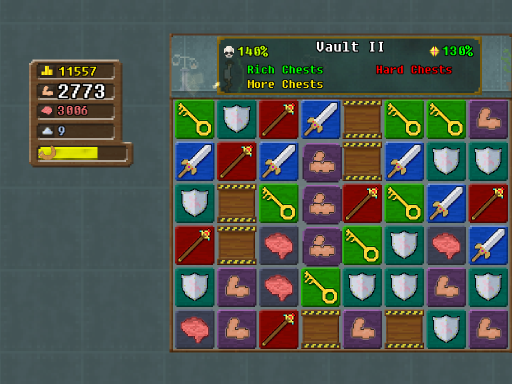 11557
2773
3006
9
140%
Vault II
130%
Rich Chests
Hard Chests
More Chests